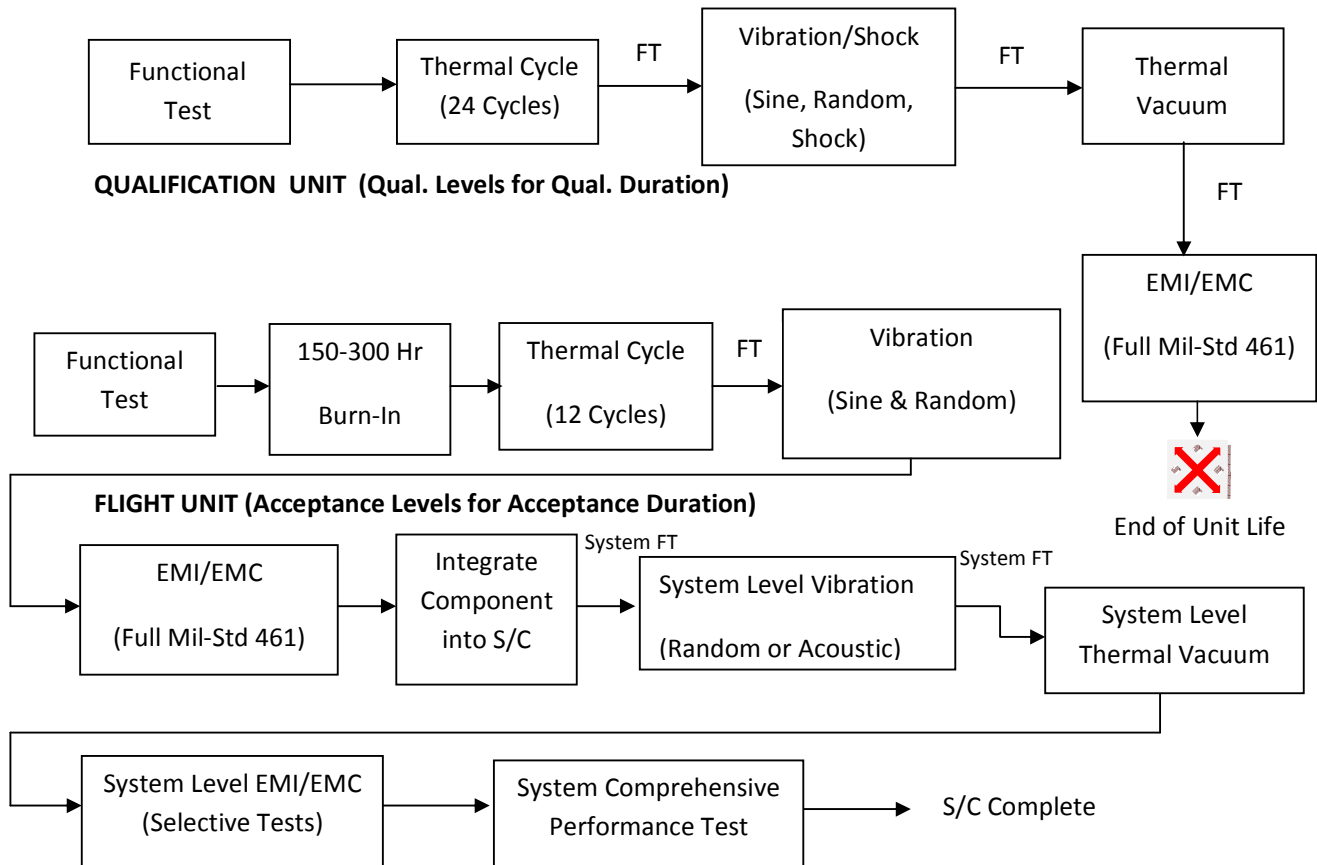 Functional
Test
Thermal Cycle
(24 Cycles)
FT
Vibration/Shock
(Sine, Random,
Shock)
FT
Thermal
Vacuum
QUALIFICATION UNIT (Qual. Levels for Qual. Duration)
FT
EMI/EMC
(Full Mil-Std 461)
End of Unit Life
Functional
Test
150-300 Hr
Burn-In
Thermal Cycle
(12 Cycles)
FT
Vibration
(Sine & Random)
FLIGHT UNIT (Acceptance Levels for Acceptance Duration)
EMI/EMC
(Full Mil-Std 461)
Integrate
Component
into S/C
System FT
System Level Vibration
(Random or Acoustic)
System FT
System Level
Thermal Vacuum
System Level EMI/EMC
(Selective Tests)
System Comprehensive
Performance Test
S/C Complete